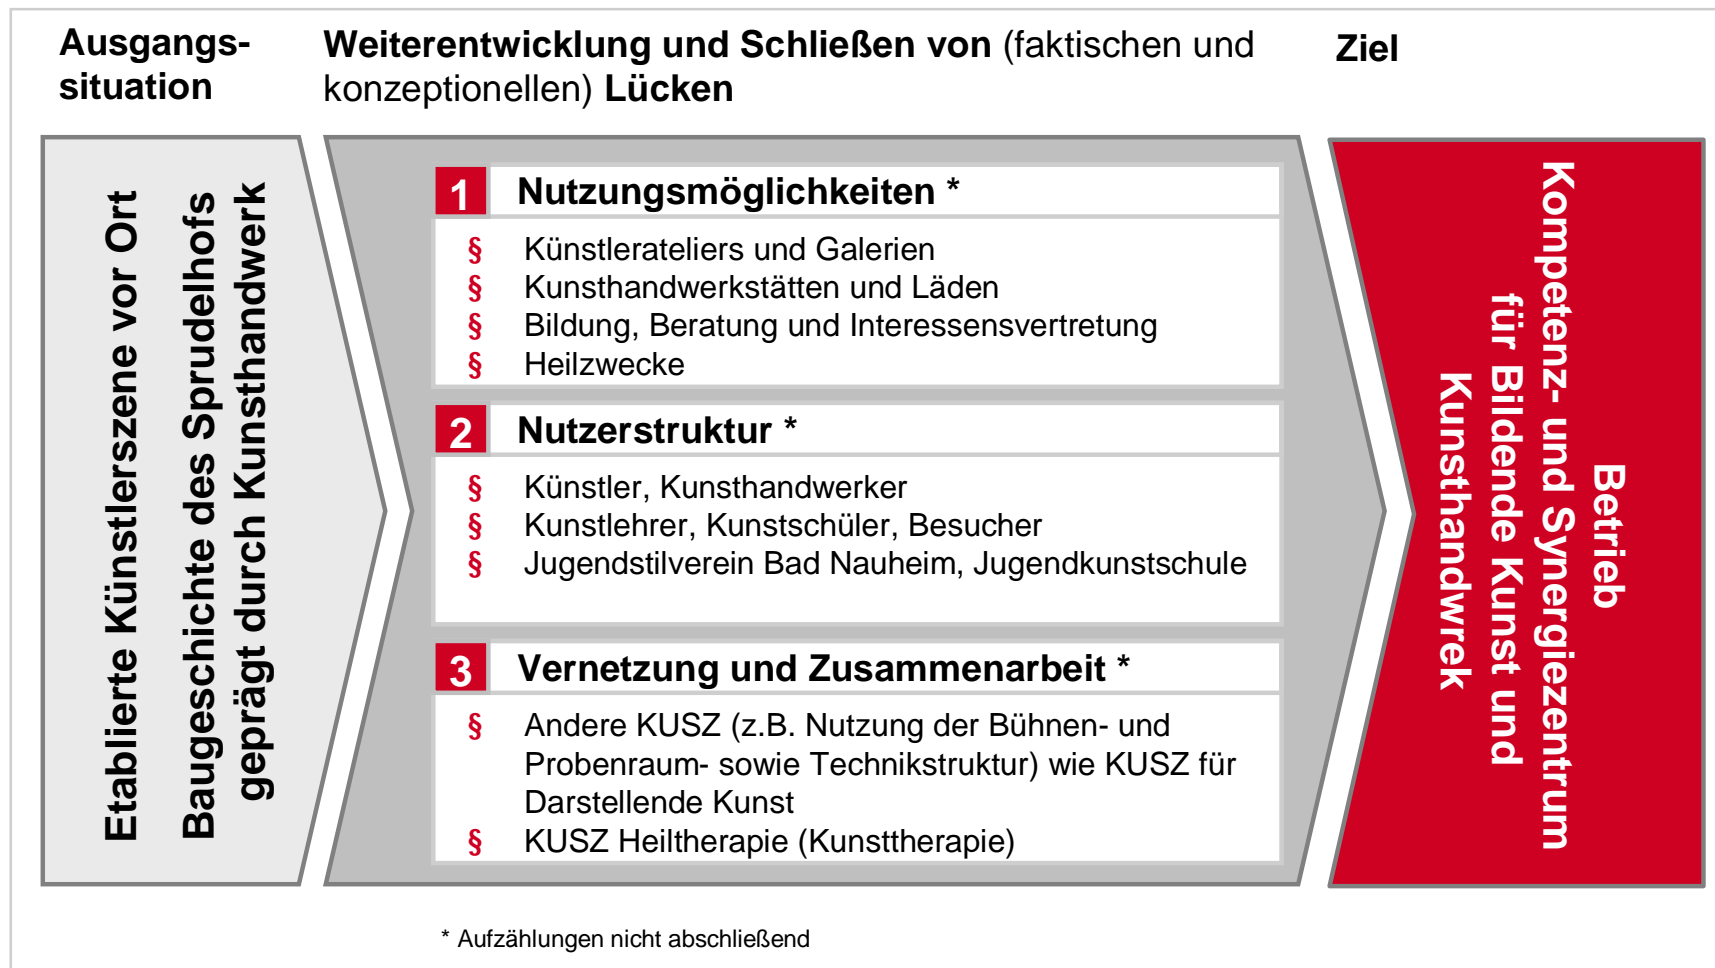 Ausgangs-
situation
Weiterentwicklung und Schließen von (faktischen und
konzeptionellen) Lücken
Ziel
Etablierte Künstlerszene vor Ort
Baugeschichte des Sprudelhofs
geprägt durch Kunsthandwerk
1 Nutzungsmöglichkeiten *
§ Künstlerateliers und Galerien
§ Kunsthandwerkstätten und Läden
§ Bildung, Beratung und Interessensvertretung
§ Heilzwecke
2 Nutzerstruktur *
§ Künstler, Kunsthandwerker
§ Kunstlehrer, Kunstschüler, Besucher
§ Jugendstilverein Bad Nauheim, Jugendkunstschule
3 Vernetzung und Zusammenarbeit *
§ Andere KUSZ (z.B. Nutzung der Bühnen- und
Probenraum- sowie Technikstruktur) wie KUSZ für
Darstellende Kunst
§ KUSZ Heiltherapie (Kunsttherapie)
Betrieb
Kompetenz- und Synergiezentrum
für Bildende Kunst und
Kunsthandwrek
* Aufzählungen nicht abschließend